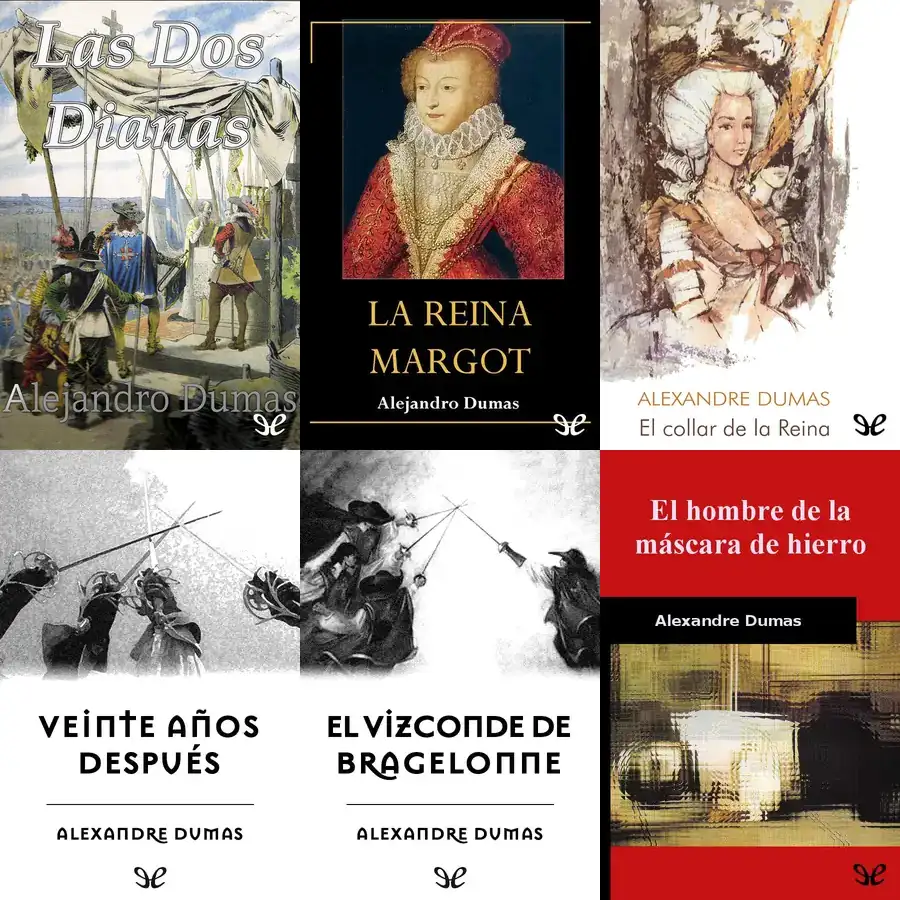 Las Dos
Dianas
Alejandro Dumas
LA REINA
MARGOT
Alejandro Dumas
ALEXANDRE DUMAS
El collar de la Reina
VEINTE AÑOS
DESPUÉS
ALEXANDRE DUMAS
EL VIZCONDE DE
BRAGELONNE
ALEXANDRE DUMAS
El hombre de la
máscara de hierro
Alexandre Dumas